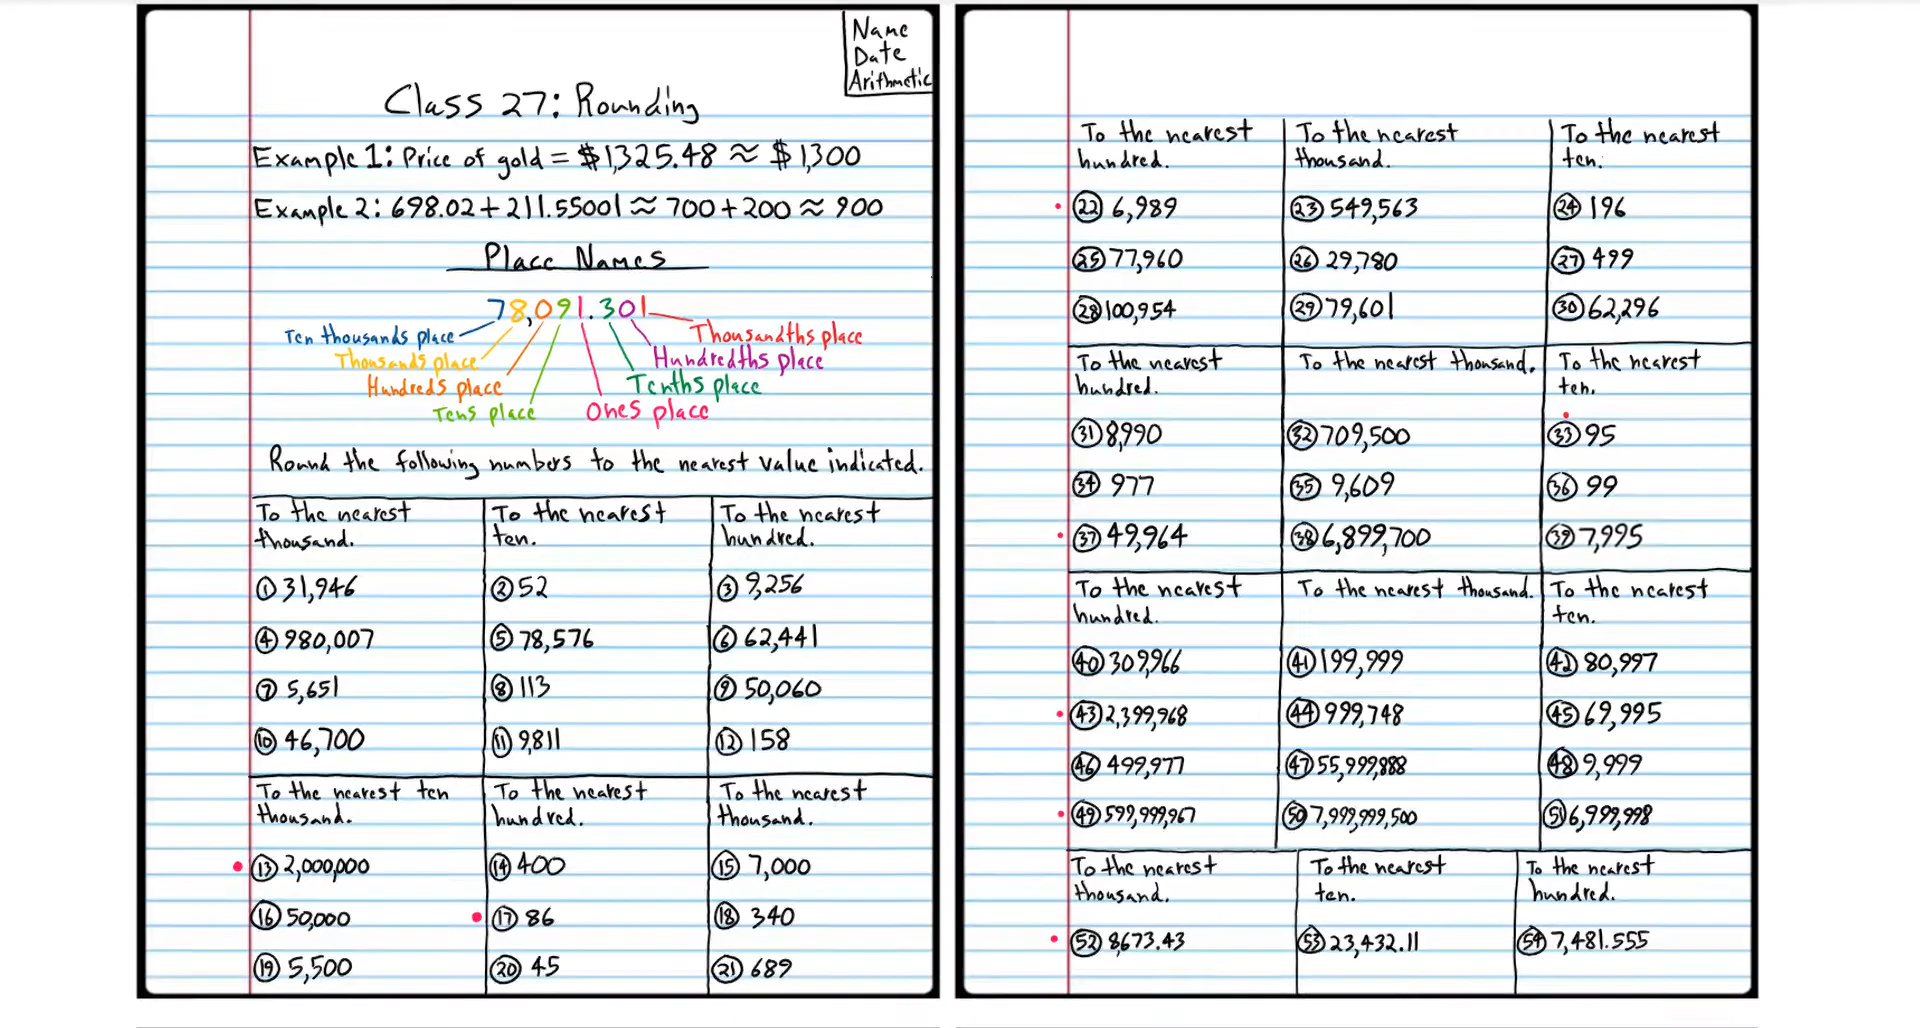 Name
Date
Arithmetic
Class 27: Rounding
Example 1: Price of gold = $1,325.48 ≈ $1,300
Example 2: 698.02 + 211.55001 ≈ 700 + 200 ≈ 900
Place Names
78,091.301
Ten thousands place
Thousands place
Hundreds place
Tens place
Ones place
Tenths place
Hundredths place
Thousandths place
Round the following numbers to the nearest value indicated.
To the nearest thousand. To the nearest ten. To the nearest hundred.
① 31,946 ② 52 ③ 9,256
④ 980,007 ⑤ 78,576 ⑥ 62,441
⑦ 5,651 ⑧ 113 ⑨ 50,060
⑩ 46,700 ⑪ 9,811 ⑫ 158
To the nearest ten thousand. To the nearest hundred. To the nearest thousand.
⑬ 2,000,000 ⑭ 400 ⑮ 7,000
⑯ 50,000 ⑰ 86 ⑱ 340
⑲ 5,500 ⑳ 45 ㉑ 689
To the nearest hundred. To the nearest thousand. To the nearest ten.
㉒ 6,989 ㉓ 549,563 ㉔ 196
㉕ 77,960 ㉖ 29,780 ㉗ 499
㉘ 100,954 ㉙ 79,601 ㉚ 62,296
To the nearest hundred. To the nearest thousand. To the nearest ten.
㉛ 8,990 ㉜ 709,500 ㉝ 95
㉞ 977 ㉟ 9,609 ㊱ 99
㊲ 49,964 ㊳ 6,899,700 ㊴ 7,995
To the nearest hundred. To the nearest thousand. To the nearest ten.
㊵ 309,966 ㊶ 199,999 ㊷ 80,997
㊸ 2,399,968 ㊹ 999,748 ㊺ 69,995
㊻ 499,977 ㊼ 55,999,888 ㊽ 9,999
㊾ 599,999,967 ㊿ 7,999,999,500 51 6,999,998
To the nearest thousand. To the nearest ten. To the nearest hundred.
52 8673.43 53 23,432.11 54 7,481.555